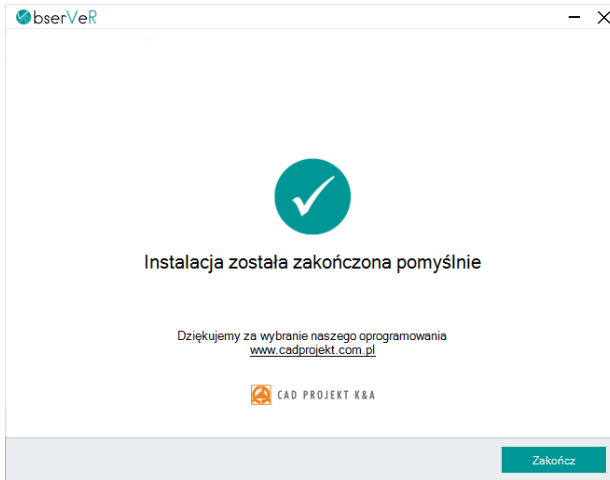 ObserVeR
Instalacja została zakończona pomyślnie
Dziękujemy za wybranie naszego oprogramowania
www.cadprojekt.com.pl
CAD PROJEKT K&A
Zakończ